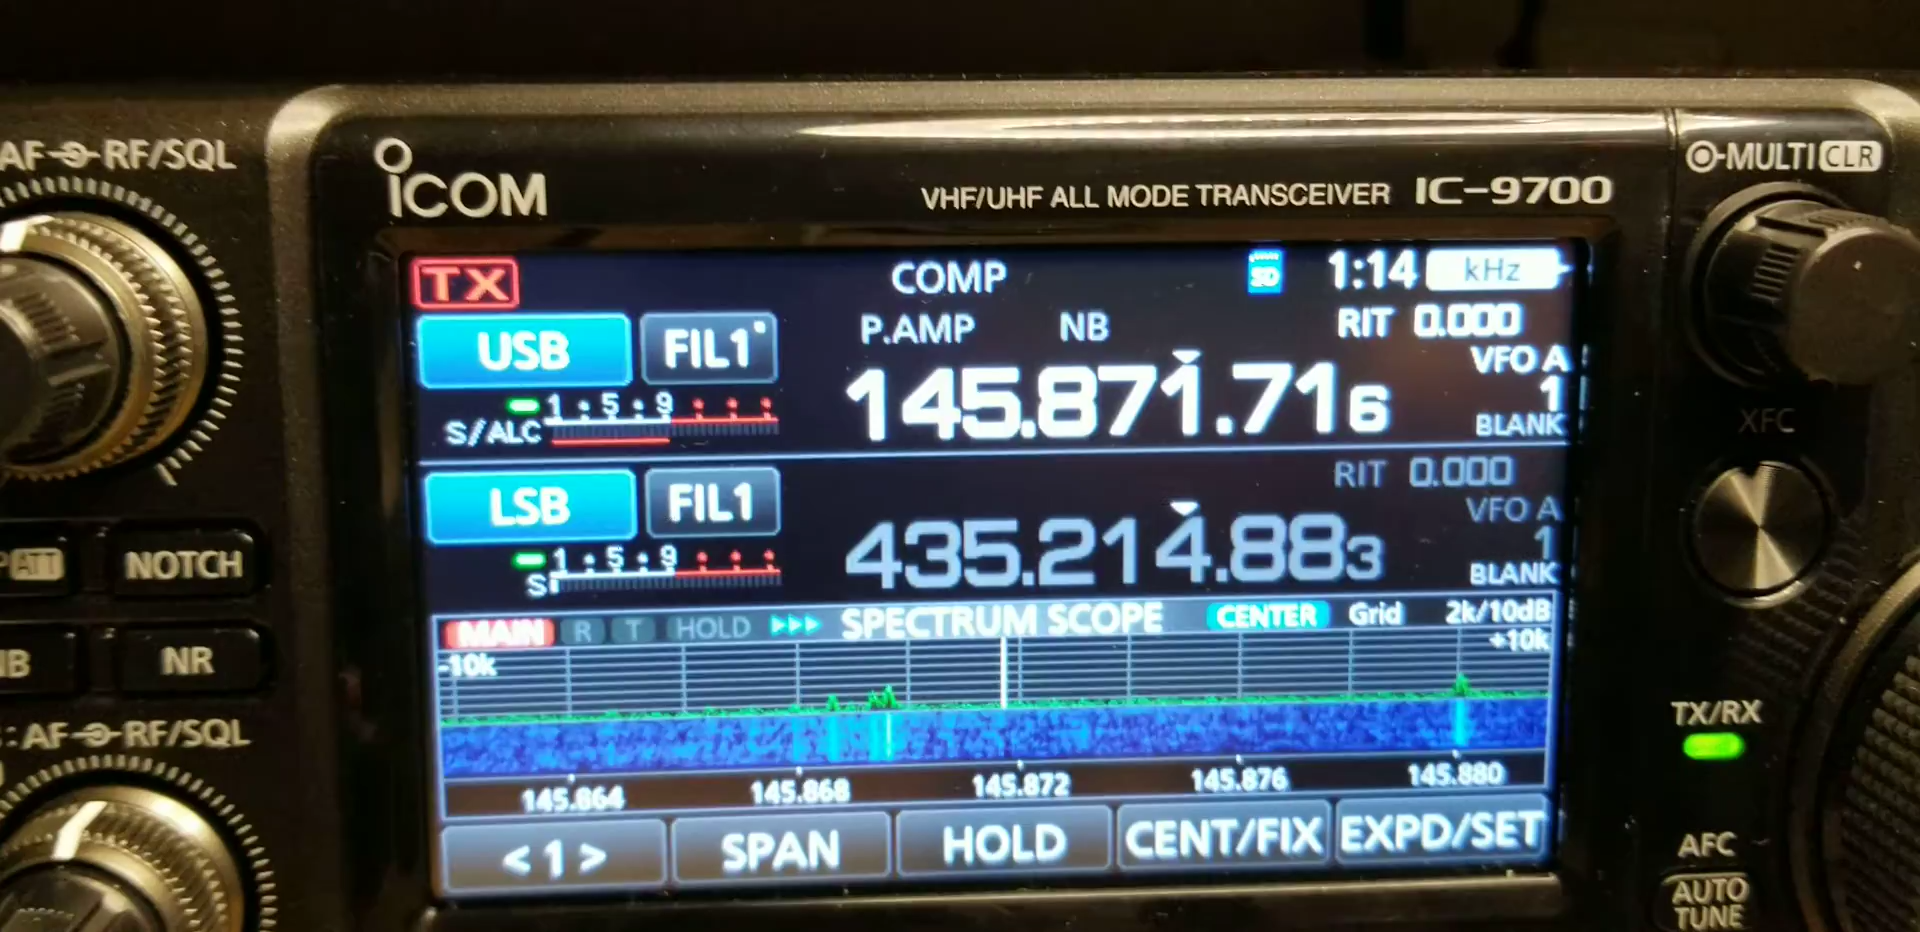 AF RF/SQL
ICOM
VHF/UHF ALL MODE TRANSCEIVER IC-9700
MULTI CLR
TX COMP SD 1:14 kHz
USB FIL1 P.AMP NB RIT 0.000
VFO A
145.871.716 1
S/ALC 1 5 9 BLANK
XFC
LSB FIL1 RIT 0.000
VFO A
435.214.883 1
S 1 5 9 BLANK
ATT NOTCH
MAIN R T HOLD SPECTRUM SCOPE CENTER Grid 2k/10dB
-10k +10k
NR
TX/RX
AF RF/SQL
145.864 145.868 145.872 145.876 145.880
<1> SPAN HOLD CENT/FIX EXPD/SET
AFC
AUTO
TUNE